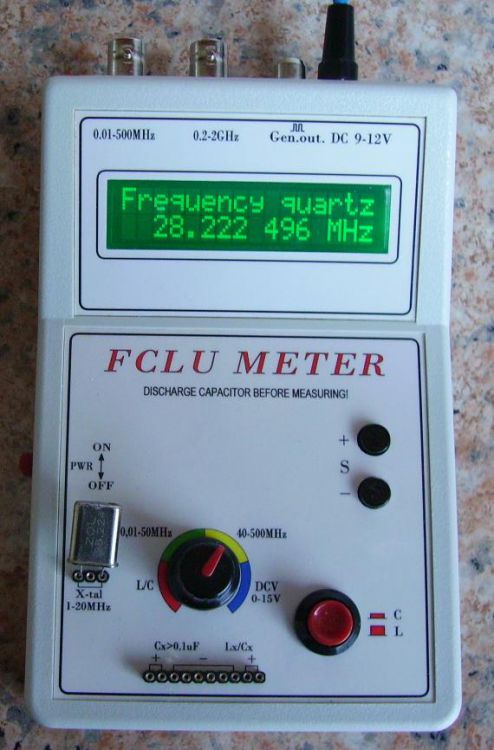 0.01-500MHz 0.2-2GHz Gen.out. DC 9-12V
Frequency quartz
28.222 496 MHz
FCLU METER
DISCHARGE CAPACITOR BEFORE MEASURING!
+
S
−
ON
PWR
OFF
0,01-50MHz 40-500MHz
L/C DCV
0-15V
X-tal
1-20MHz
C
L
Cx>0,1uF Lx/Cx
+ − +